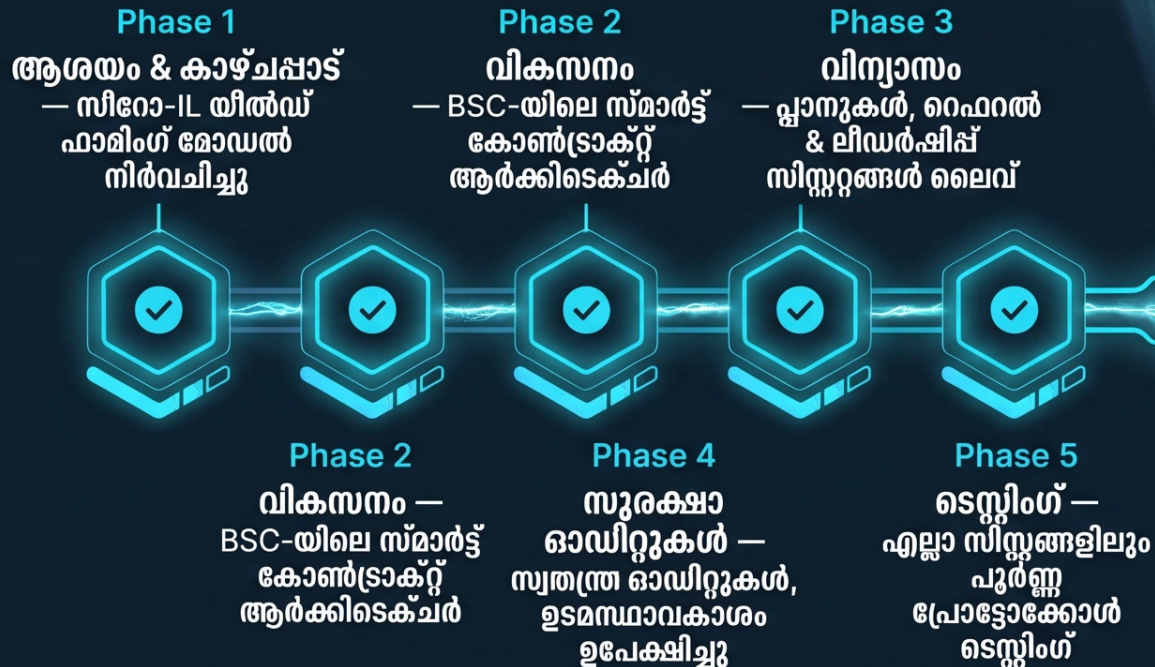 Phase 1
ആശയം & കാഴ്ചപ്പാട്
— സീറോ-IL യീൽഡ്
ഫാമിംഗ് മോഡൽ
നിർവചിച്ചു
Phase 2
വികസനം
— BSC-യിലെ സ്മാർട്ട്
കോൺട്രാക്റ്റ്
ആർക്കിടെക്ചർ
Phase 3
വിന്യാസം
— പ്ലാനുകൾ, റെഫറൽ
& ലീഡർഷിപ്പ്
സിസ്റ്ററ്റങ്ങൾ ലൈവ്
Phase 2
വികസനം —
BSC-യിലെ സ്മാർട്ട്
കോൺട്രാക്റ്റ്
ആർക്കിടെക്ചർ
Phase 4
സുരക്ഷാ
ഓഡിറ്റുകൾ —
സ്വതന്ത്ര ഓഡിറ്റുകൾ,
ഉടമസ്ഥാവകാശം
ഉപേക്ഷിച്ചു
Phase 5
ടെസ്റ്റിംഗ് —
എല്ലാ സിസ്റ്റങ്ങളിലും
പൂർണ്ണ
പ്രോട്ടോക്കോൾ
ടെസ്റ്റിംഗ്